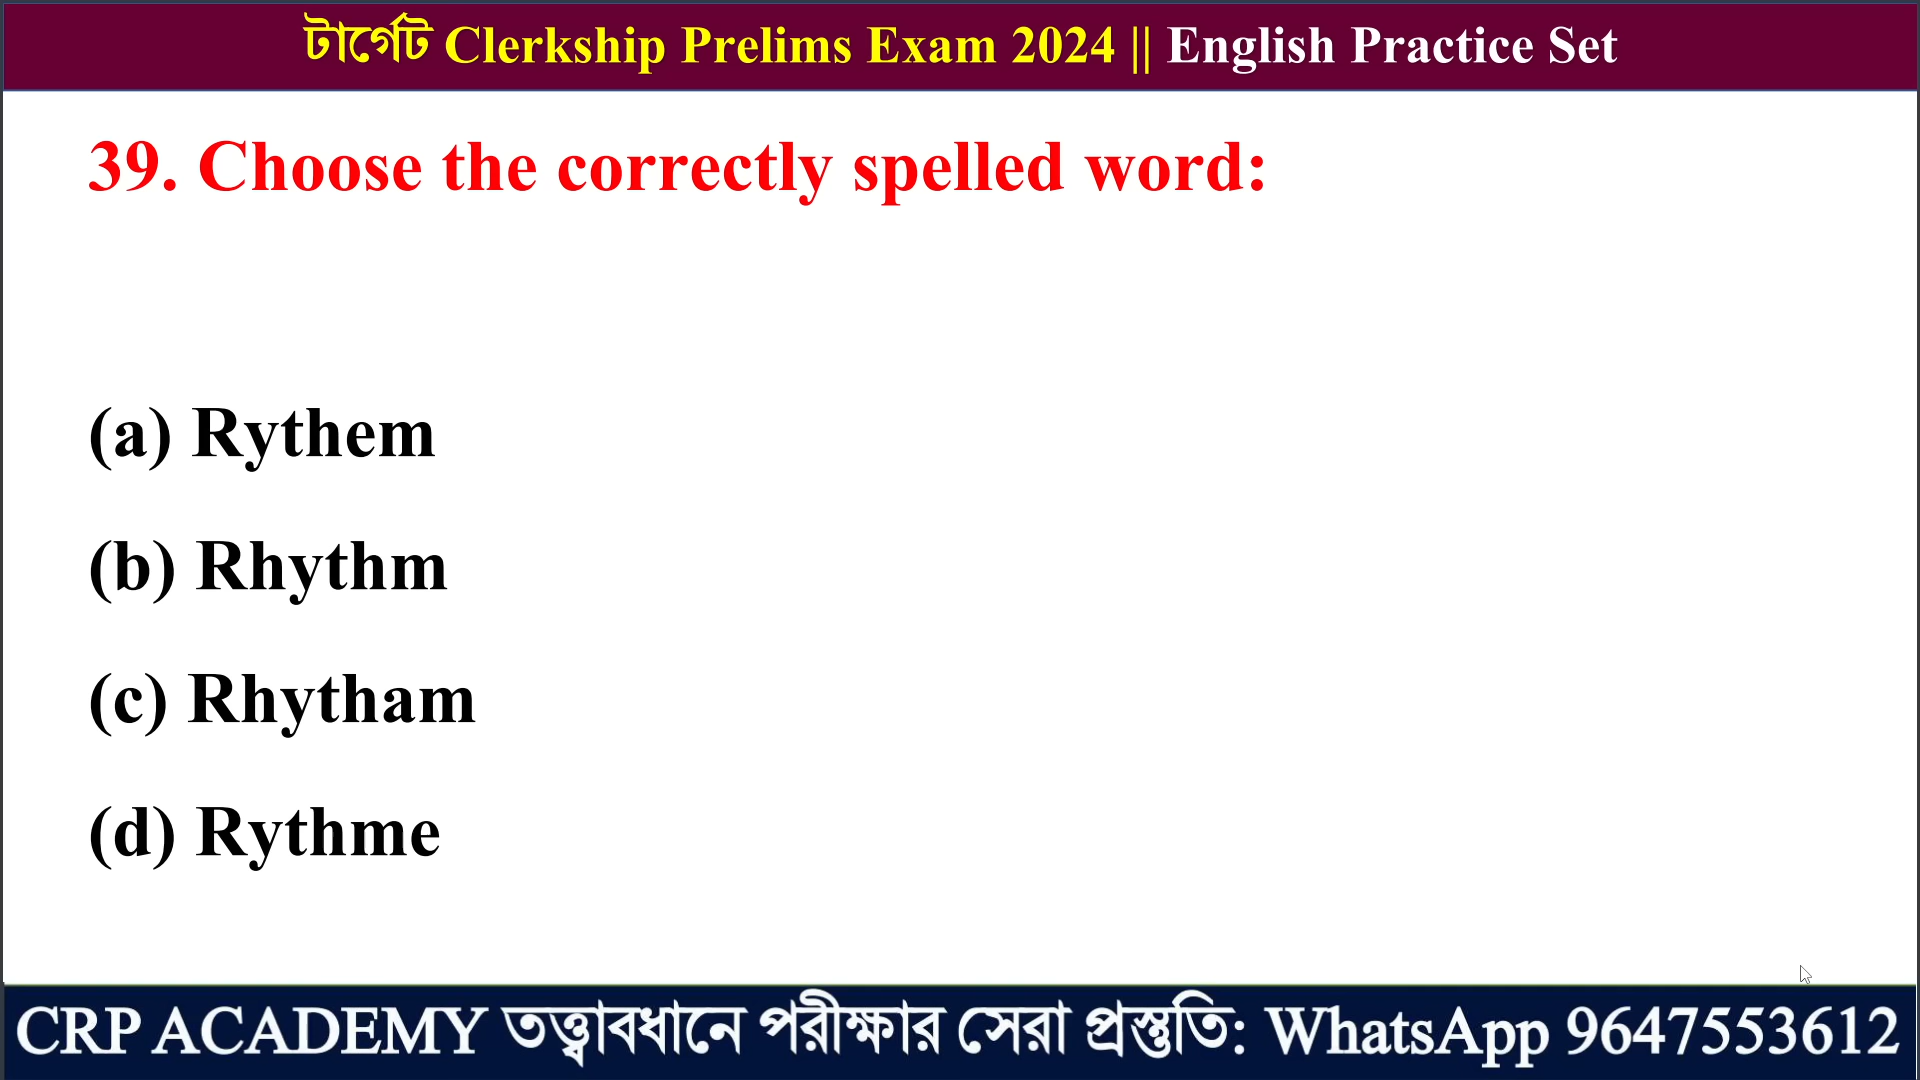 টার্গেট Clerkship Prelims Exam 2024 || English Practice Set
39. Choose the correctly spelled word:
(a) Rythem
(b) Rhythm
(c) Rhytham
(d) Rythme
CRP ACADEMY তত্ত্বাবধানে পরীক্ষার সেরা প্রস্তুতি: WhatsApp 9647553612